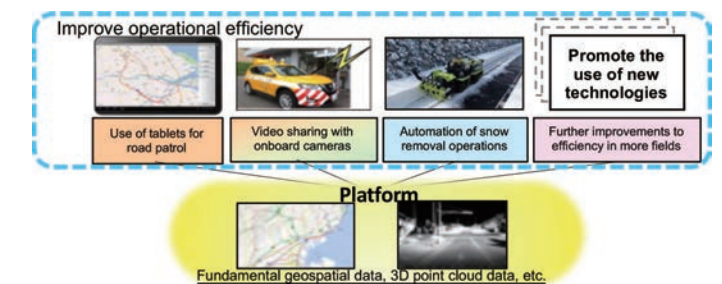 Improve operational efficiency
Promote the
use of new
technologies
Use of tablets for
road patrol
Video sharing with
onboard cameras
Automation of snow
removal operations
Further improvements to
efficiency in more fields
Platform
Fundamental geospatial data, 3D point cloud data, etc.